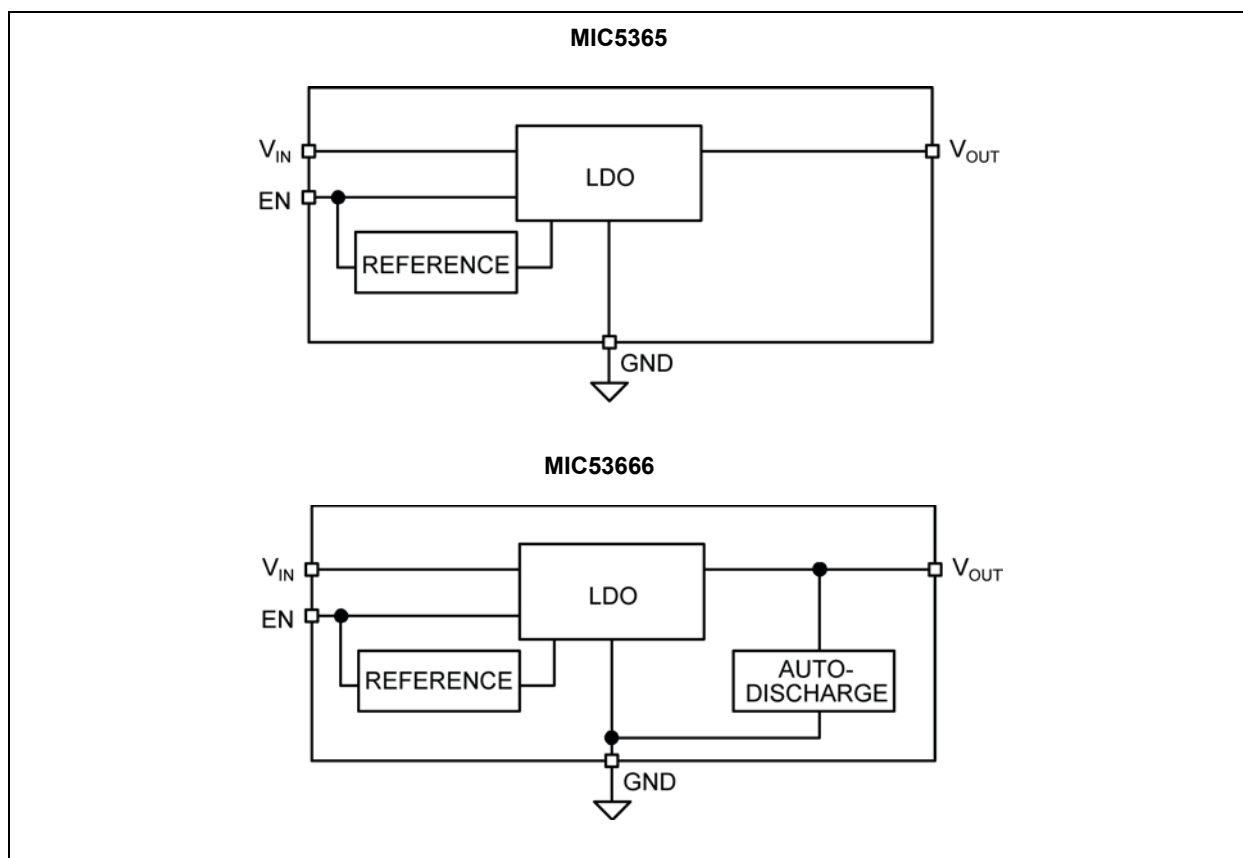 MIC5365
VIN
LDO
VOUT
EN
REFERENCE
GND
MIC53666
VIN
LDO
VOUT
EN
REFERENCE
AUTO-
DISCHARGE
GND